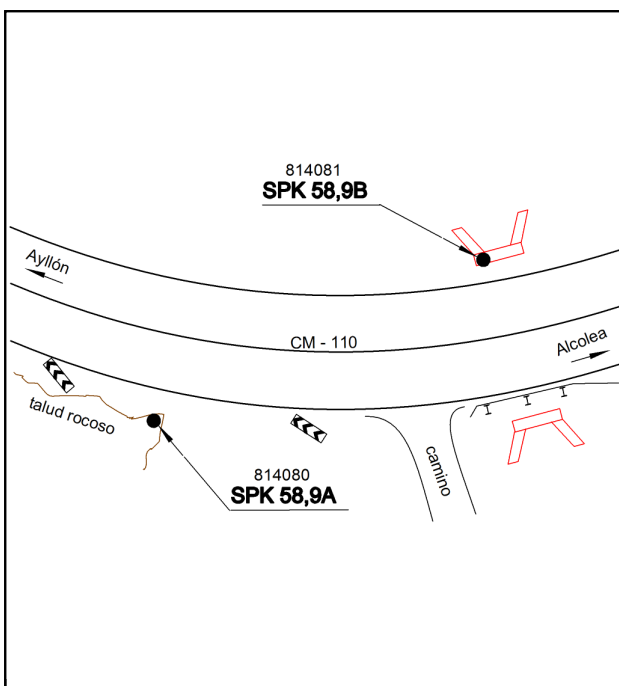 814081
SPK 58,9B
Ayllón
CM - 110
Alcolea
talud rocoso
camino
814080
SPK 58,9A